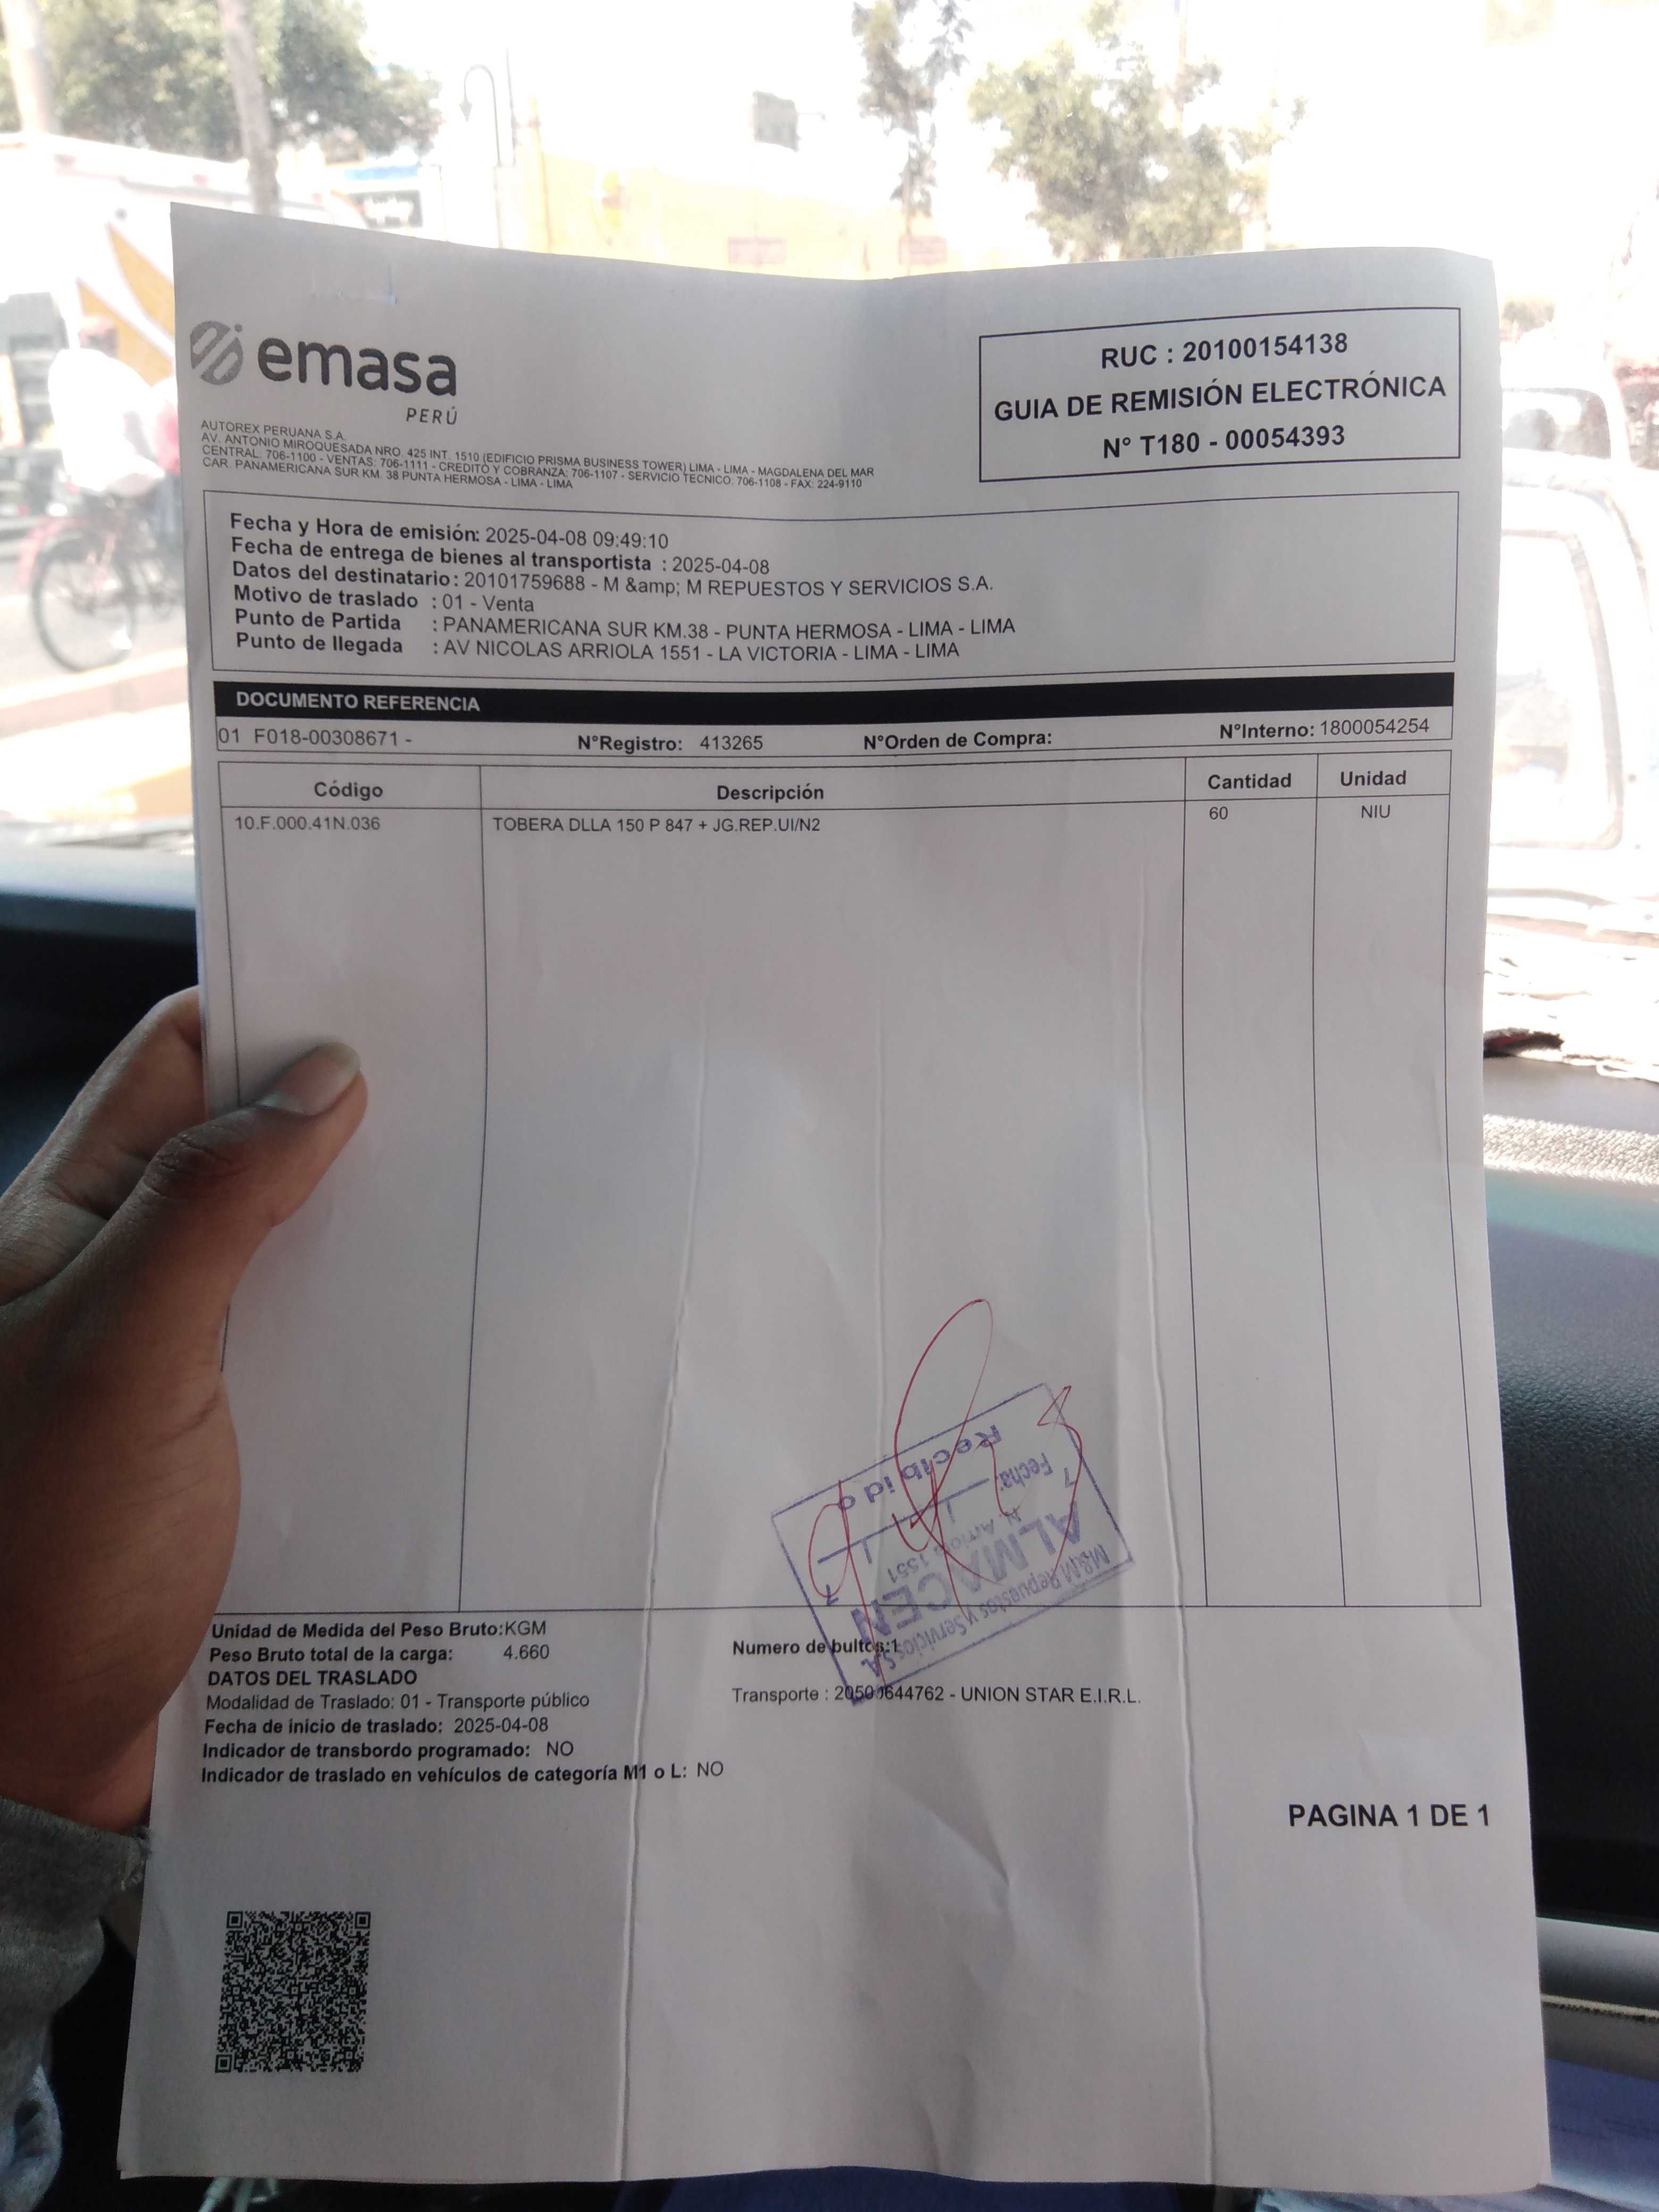 emasa
PERÚ
AUTOREX PERUANA S.A.
AV. ANTONIO MIROQUESADA NRO. 425 INT. 1510 (EDIFICIO PRISMA BUSINESS TOWER) LIMA - LIMA - MAGDALENA DEL MAR
CENTRAL: 706-1100 - VENTAS: 706-1111 - CREDITO Y COBRANZA: 706-1107 - SERVICIO TECNICO: 706-1108 - FAX: 224-9110
CAR. PANAMERICANA SUR KM. 38 PUNTA HERMOSA - LIMA - LIMA
RUC : 20100154138
GUIA DE REMISIÓN ELECTRÓNICA
N° T180 - 00054393
Fecha y Hora de emisión: 2025-04-08 09:49:10
Fecha de entrega de bienes al transportista : 2025-04-08
Datos del destinatario: 20101759688 - M &amp; M REPUESTOS Y SERVICIOS S.A.
Motivo de traslado : 01 - Venta
Punto de Partida : PANAMERICANA SUR KM.38 - PUNTA HERMOSA - LIMA - LIMA
Punto de llegada : AV NICOLAS ARRIOLA 1551 - LA VICTORIA - LIMA - LIMA
DOCUMENTO REFERENCIA
01 F018-00308671 - N°Registro: 413265 N°Orden de Compra: N°Interno: 1800054254
Código Descripción Cantidad Unidad
10.F.000.41N.036 TOBERA DLLA 150 P 847 + JG.REP.UI/N2 60 NIU
M&M Repuestos y Servicios S.A.
ALMACEN
N. Arriola 1551
Fecha:
Recibido
Unidad de Medida del Peso Bruto:KGM
Peso Bruto total de la carga: 4.660 Numero de bultos:1
DATOS DEL TRASLADO
Modalidad de Traslado: 01 - Transporte público Transporte : 20500644762 - UNION STAR E.I.R.L.
Fecha de inicio de traslado: 2025-04-08
Indicador de transbordo programado: NO
Indicador de traslado en vehículos de categoría M1 o L: NO
PAGINA 1 DE 1